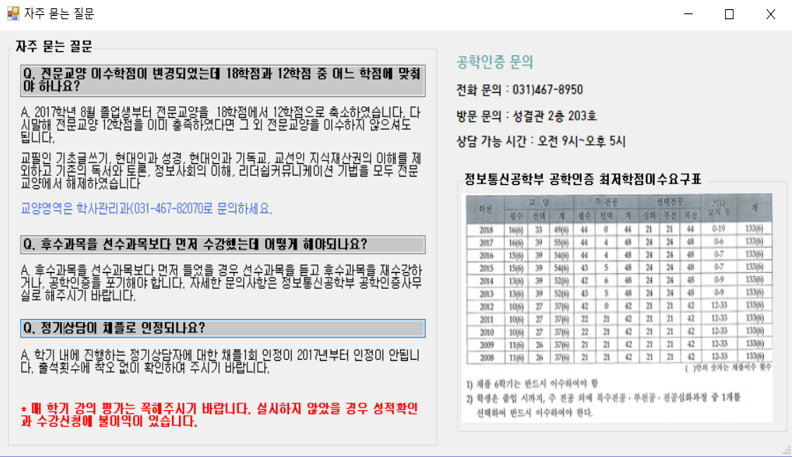 자주 묻는 질문
자주 묻는 질문
Q. 전문교양 이수학점이 변경되었는데 18학점과 12학점 중 어느 학점에 맞춰
야 하나요?
A. 2017학년 8월 졸업생부터 전문교양을 18학점에서 12학점으로 축소하였습니다. 다
시말해 전문교양 12학점을 이미 충족하였다면 그 외 전문교양을 이수하지 않으셔도
됩니다.
교필인 기초글쓰기, 현대인과 성경, 현대인과 기독교, 교선인 지식재산권의 이해를 제
외하고 기존의 독서와 토론, 정보사회의 이해, 리더쉽커뮤니케이션 기법을 모두 전문
교양에서 해제하였습니다
교양영역은 학사관리과(031-467-8207)로 문의하세요.
Q. 후수과목을 선수과목보다 먼저 수강했는데 어떻게 해야되나요?
A. 후수과목을 선수과목보다 먼저 들었을 경우 선수과목을 듣고 후수과목을 재수강하
거나, 공학인증을 포기해야 합니다. 자세한 문의사항은 정보통신공학부 공학인증사무
실로 해주시기 바랍니다.
Q. 정기상담이 채플로 인정되나요?
A. 학기 내에 진행하는 정기상담자에 대한 채플1회 인정이 2017년부터 인정이 안됩니
다. 출석횟수에 착오 없이 확인하여 주시기 바랍니다.
* 매 학기 강의 평가는 꼭해주시기 바랍니다. 실시하지 않았을 경우 성적확인
과 수강신청에 불이익이 있습니다.
공학인증 문의
전화 문의 : 031)467-8950
방문 문의 : 성결관 2층 203호
상담 가능 시간 : 오전 9시~오후 5시
정보통신공학부 공학인증 최저학점이수요구표
학번 교 양 주 전공 선택전공 기타 계
필수 선택 계 필수 선택 계 심화 부전 복전 교직 등
2018 16(6) 33 49(6) 44 0 44 21 21 44 0-19 133(6)
2017 16(6) 39 55(6) 44 4 48 24 24 48 0-6 133(6)
2016 15(6) 39 54(6) 44 4 48 24 24 48 0-7 133(6)
2015 15(6) 39 54(6) 43 5 48 24 24 48 0-7 133(6)
2014 13(6) 39 52(6) 42 6 48 24 24 48 0-9 133(6)
2013 13(6) 39 52(6) 43 5 48 24 24 48 0-9 133(6)
2012 10(6) 27 37(6) 42 0 42 21 21 42 12-33 133(6)
2011 10(6) 27 37(6) 22 21 42 21 21 42 12-33 133(6)
2010 10(6) 27 37(6) 22 21 42 21 21 42 12-33 133(6)
2009 11(6) 26 37(6) 21 21 42 21 21 42 12-33 133(6)
2008 11(6) 26 37(6) 21 21 42 21 21 42 12-33 133(6)
( )안의 숫자는 채플이수 횟수
1) 채플 6학기는 반드시 이수하여야 함
2) 학생은 졸업 시까지, 주 전공 외에 복수전공·부전공·전공심화과정 중 1개를
선택하여 반드시 이수하여야 한다.